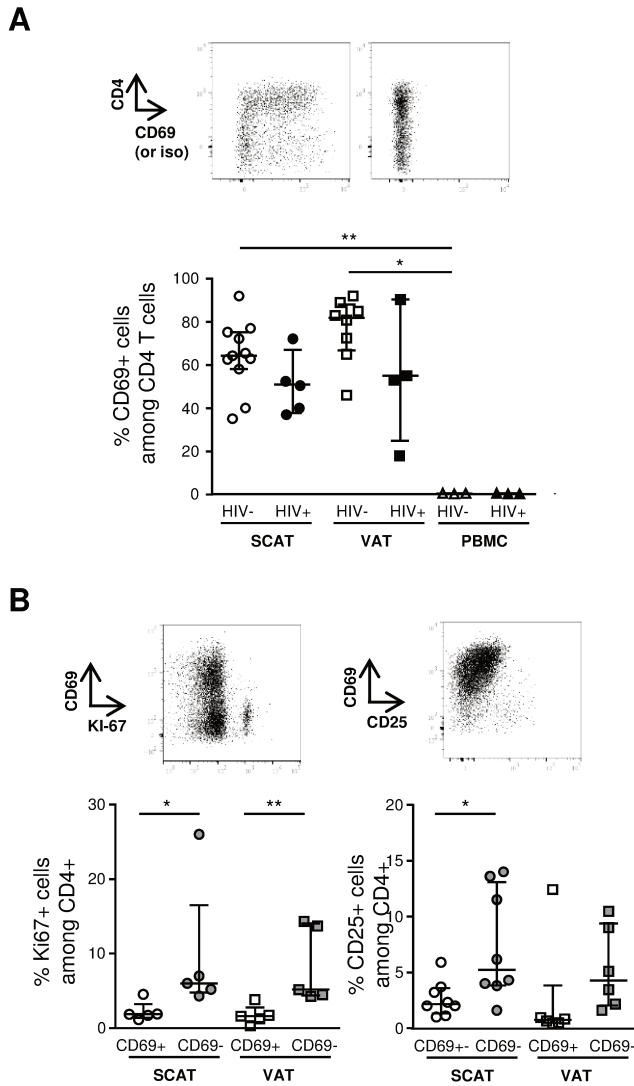 A
CD4
CD69
(or iso)
**
*
% CD69+ cells
among CD4 T cells
100
80
60
40
20
0
HIV- HIV+ HIV- HIV+ HIV- HIV+
SCAT VAT PBMC
B
CD69
KI-67
CD69
CD25
% Ki67+ cells
among CD4+
30
20
10
0
* **
CD69+ CD69- CD69+ CD69-
SCAT VAT
% CD25+ cells
among CD4+
20
15
10
5
0
*
CD69+- CD69- CD69+ CD69-
SCAT VAT